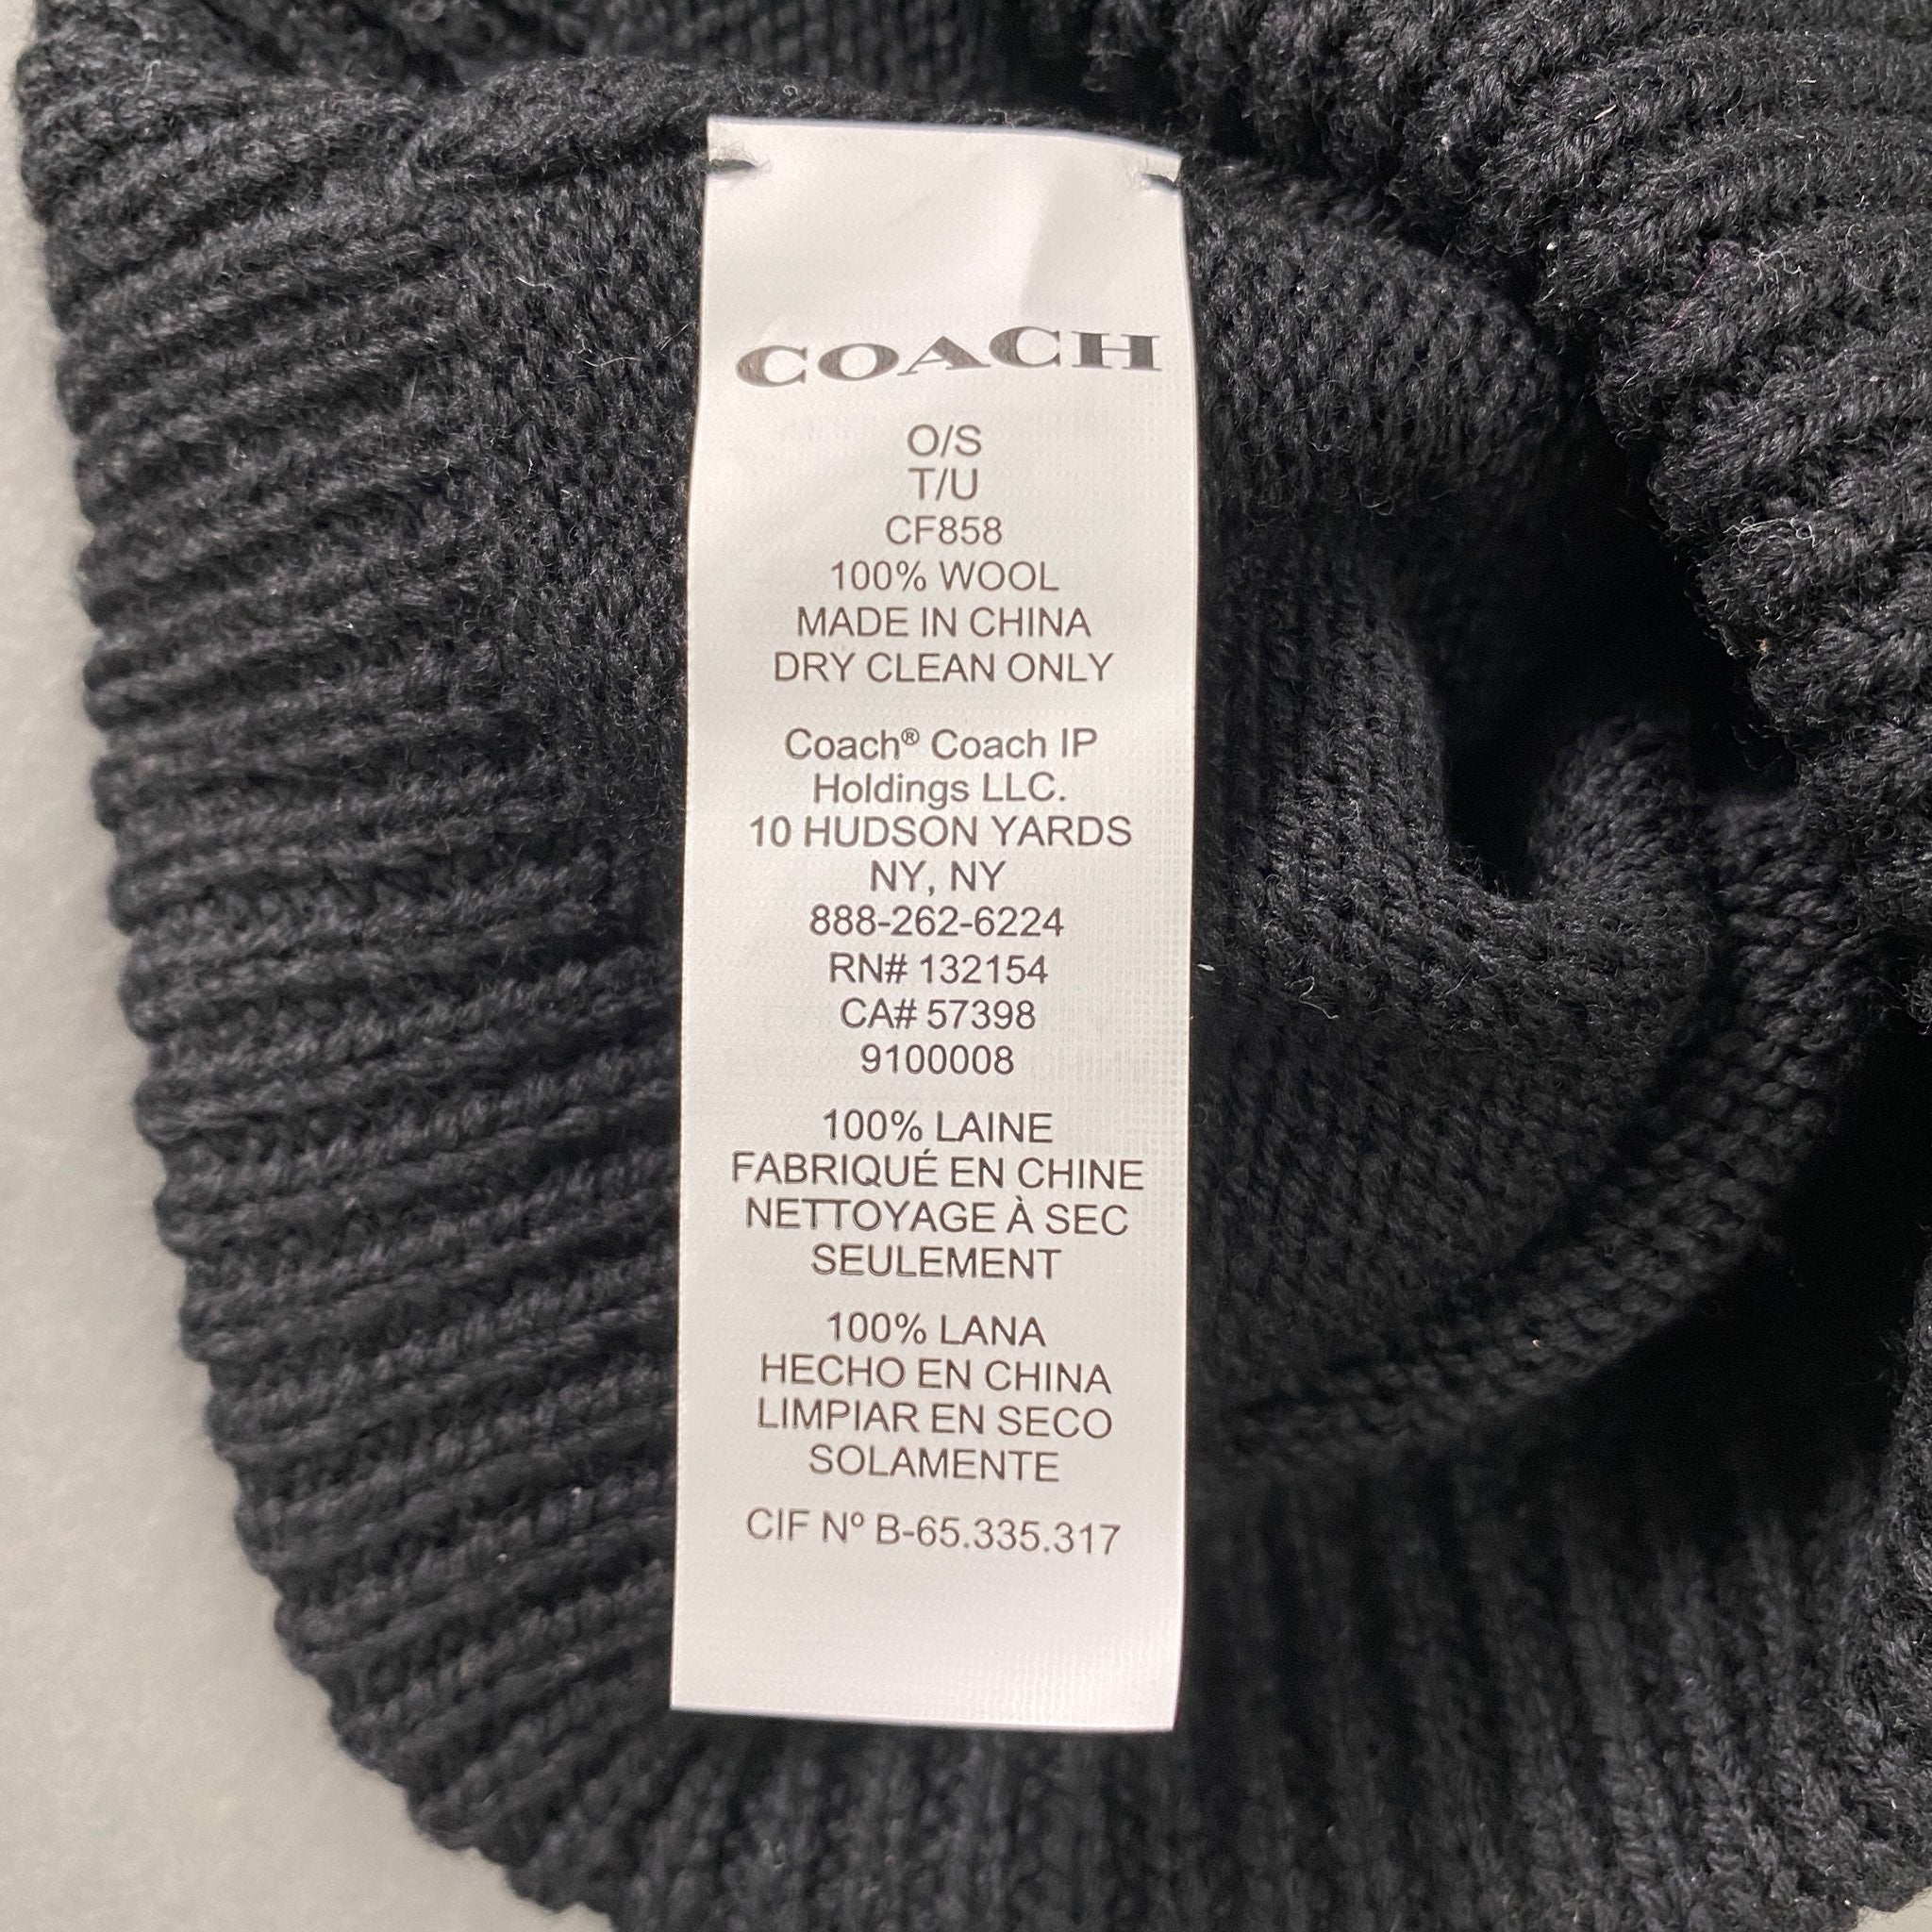 COACH
O/S
T/U
CF858
100% WOOL
MADE IN CHINA
DRY CLEAN ONLY
Coach® Coach IP
Holdings LLC.
10 HUDSON YARDS
NY, NY
888-262-6224
RN# 132154
CA# 57398
9100008
100% LAINE
FABRIQUÉ EN CHINE
NETTOYAGE À SEC
SEULEMENT
100% LANA
HECHO EN CHINA
LIMPIAR EN SECO
SOLAMENTE
CIF Nº B-65.335.317